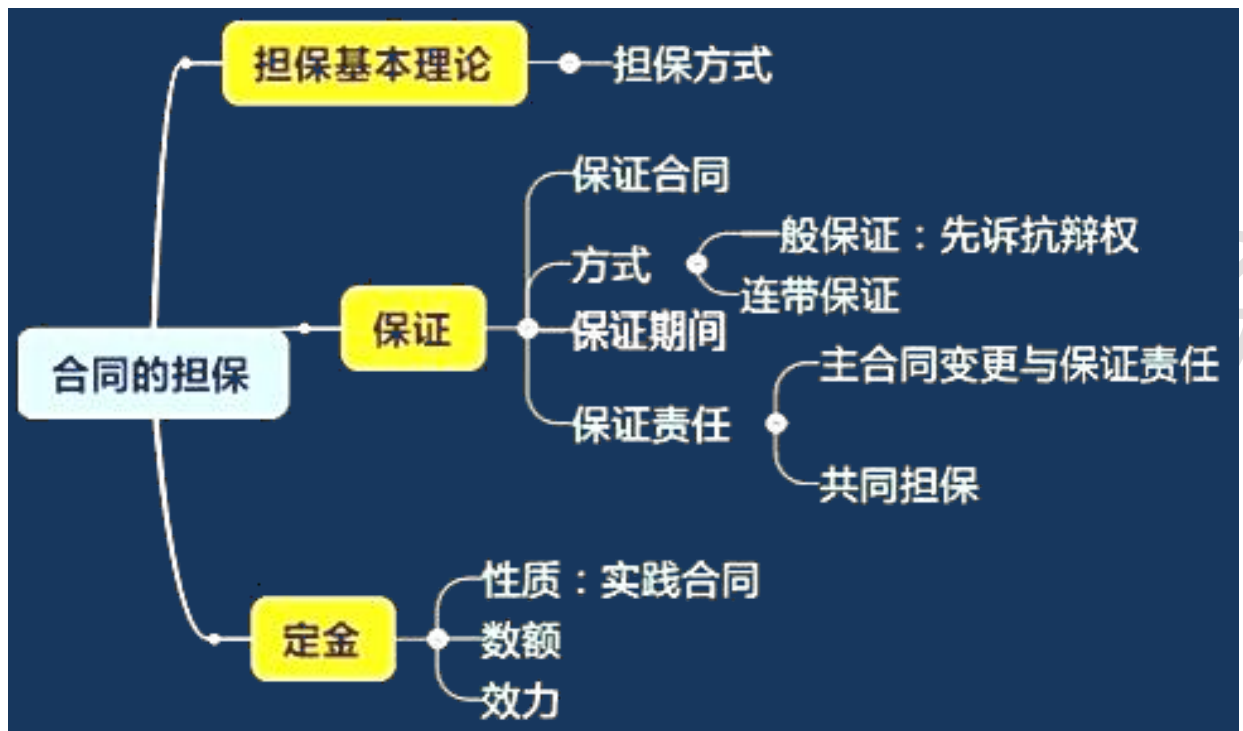 担保基本理论
担保方式
保证合同
一般保证：先诉抗辩权
方式
连带保证
保证
保证期间
合同的担保
主合同变更与保证责任
保证责任
共同担保
性质：实践合同
定金
数额
效力